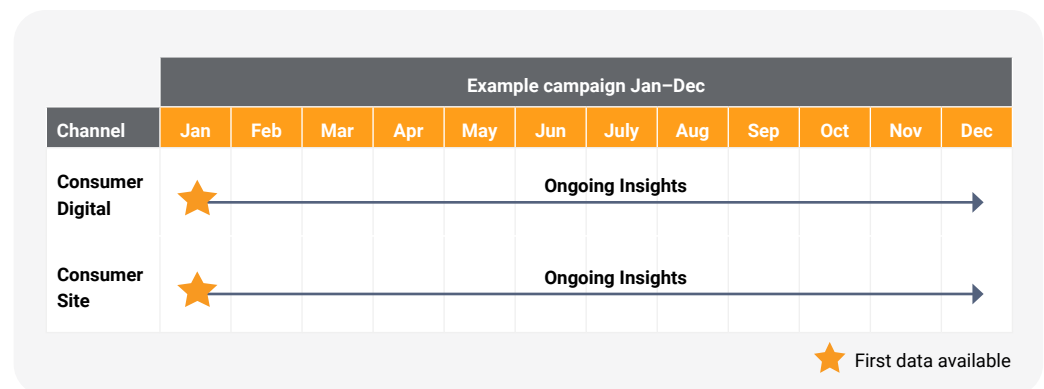 Example campaign Jan–Dec
Channel Jan Feb Mar Apr May Jun July Aug Sep Oct Nov Dec
Consumer
Digital
Ongoing Insights
Consumer
Site
Ongoing Insights
First data available